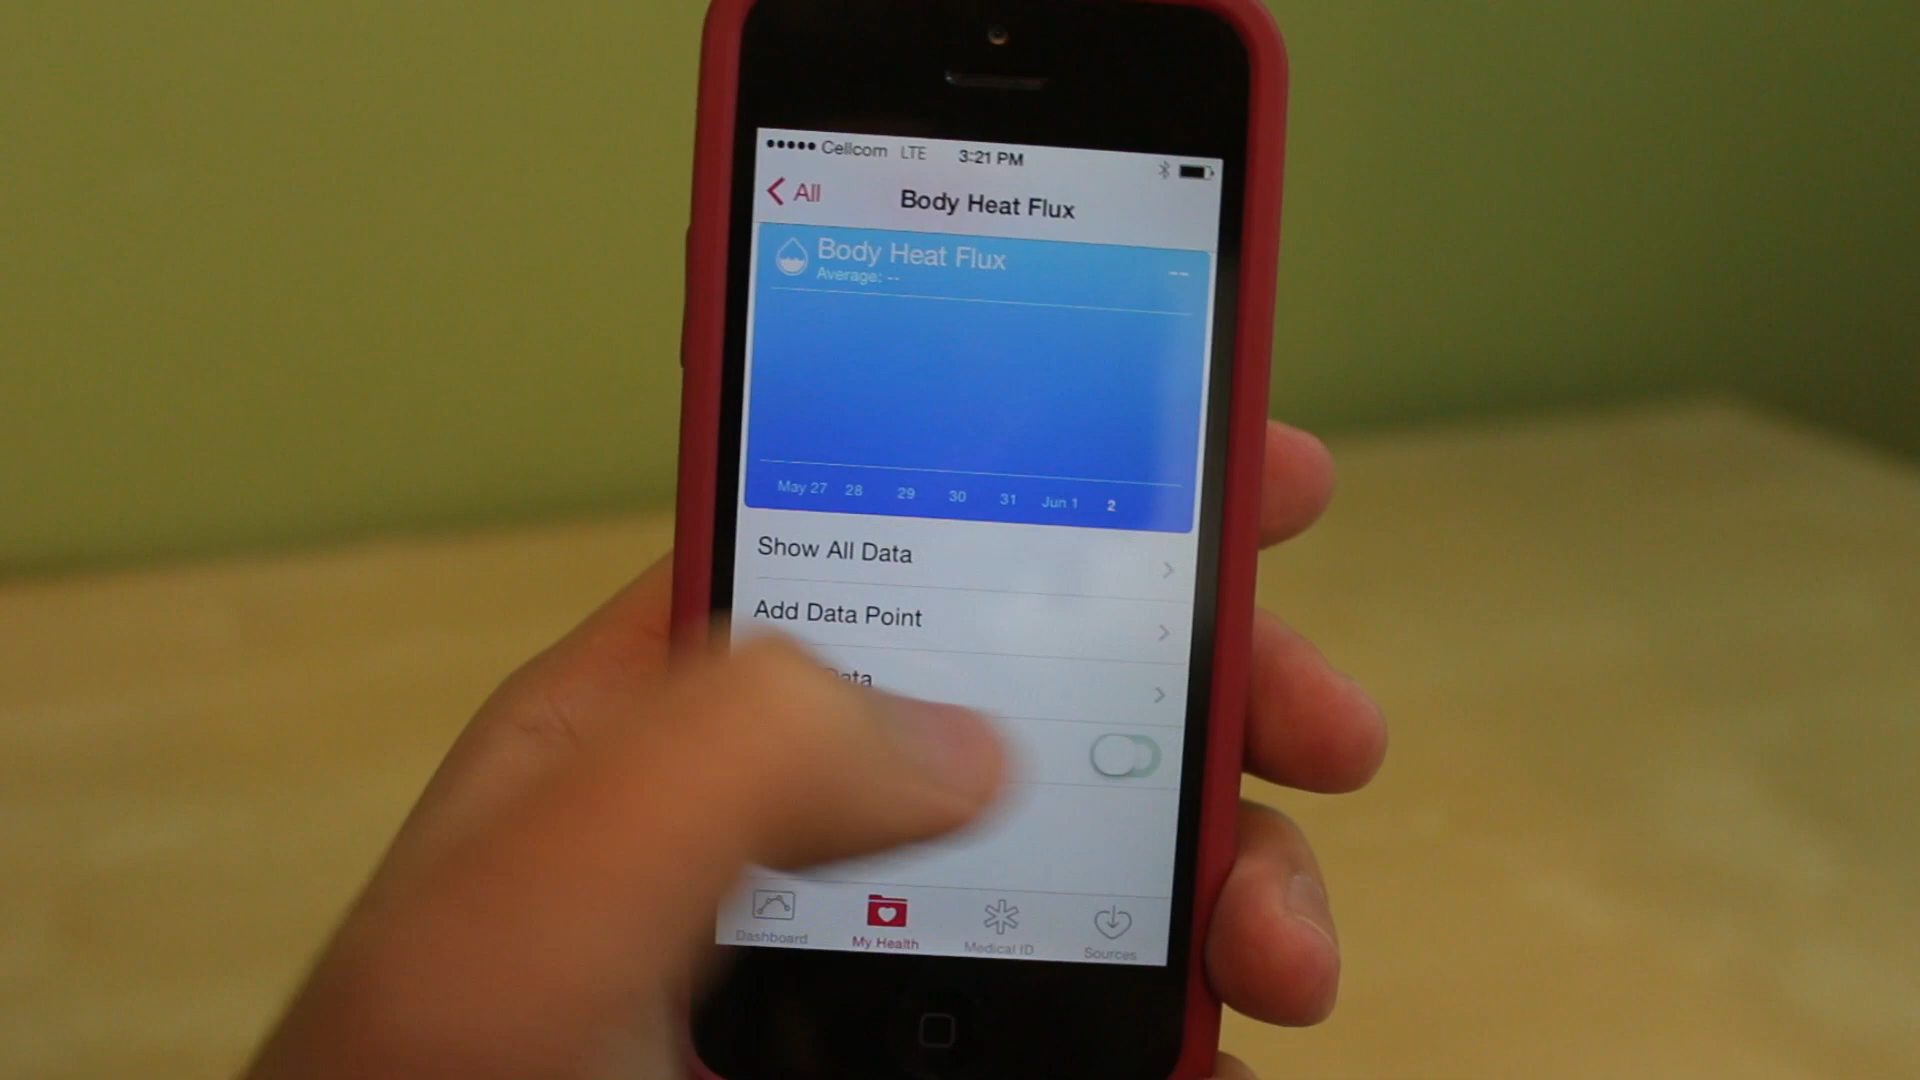 Cellcom LTE 3:21 PM
All Body Heat Flux
Body Heat Flux --
Average: --
May 27 28 29 30 31 Jun 1 2
Show All Data
Add Data Point
Dashboard My Health Medical ID Sources